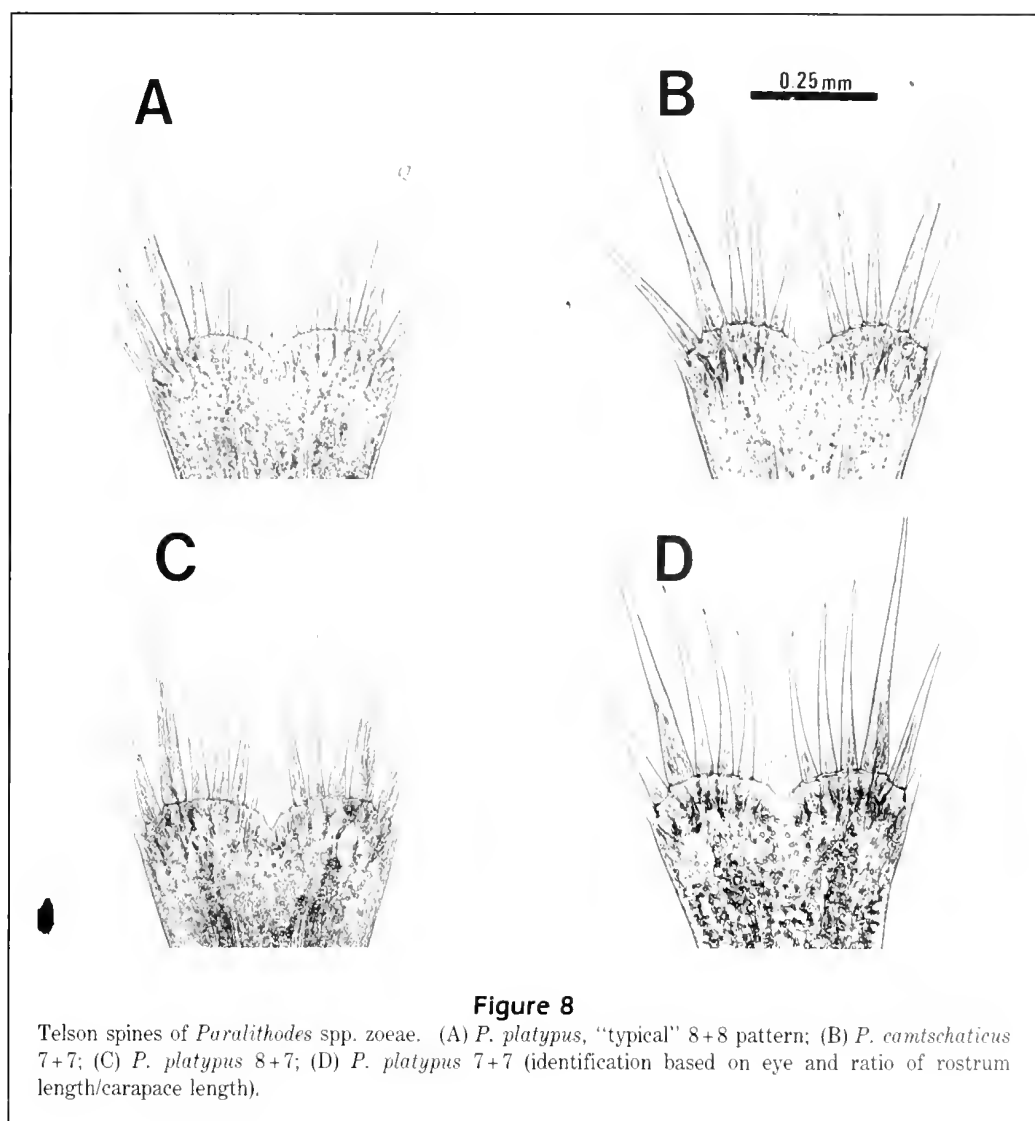 A
B
0.25 mm
C
D
Figure 8
Telson spines of Paralithodes spp. zoeae. (A) P. platypus, "typical" 8+8 pattern; (B) P. camtschaticus
7+7; (C) P. platypus 8+7; (D) P. platypus 7+7 (identification based on eye and ratio of rostrum
length/carapace length).